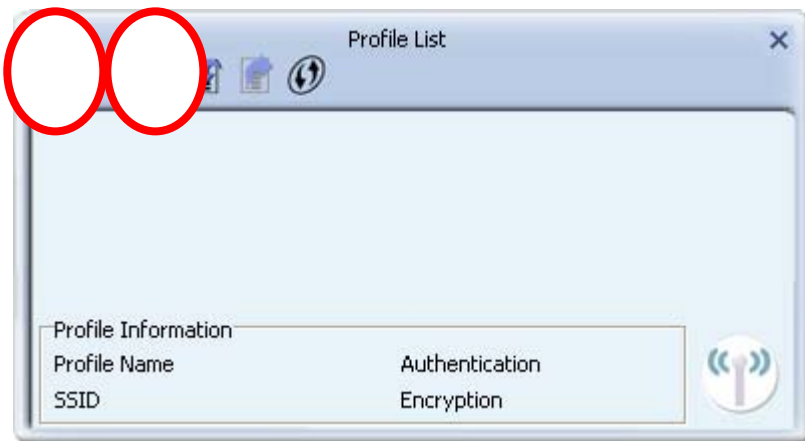 Profile List
Profile Information
Profile Name Authentication
SSID Encryption